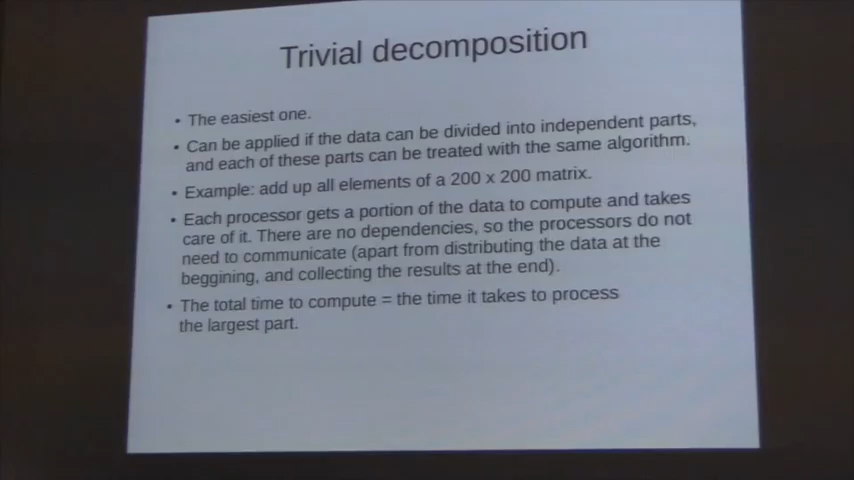 Trivial decomposition
• The easiest one.
• Can be applied if the data can be divided into independent parts,
and each of these parts can be treated with the same algorithm.
• Example: add up all elements of a 200 x 200 matrix.
• Each processor gets a portion of the data to compute and takes
care of it. There are no dependencies, so the processors do not
need to communicate (apart from distributing the data at the
beggining, and collecting the results at the end).
• The total time to compute = the time it takes to process
the largest part.